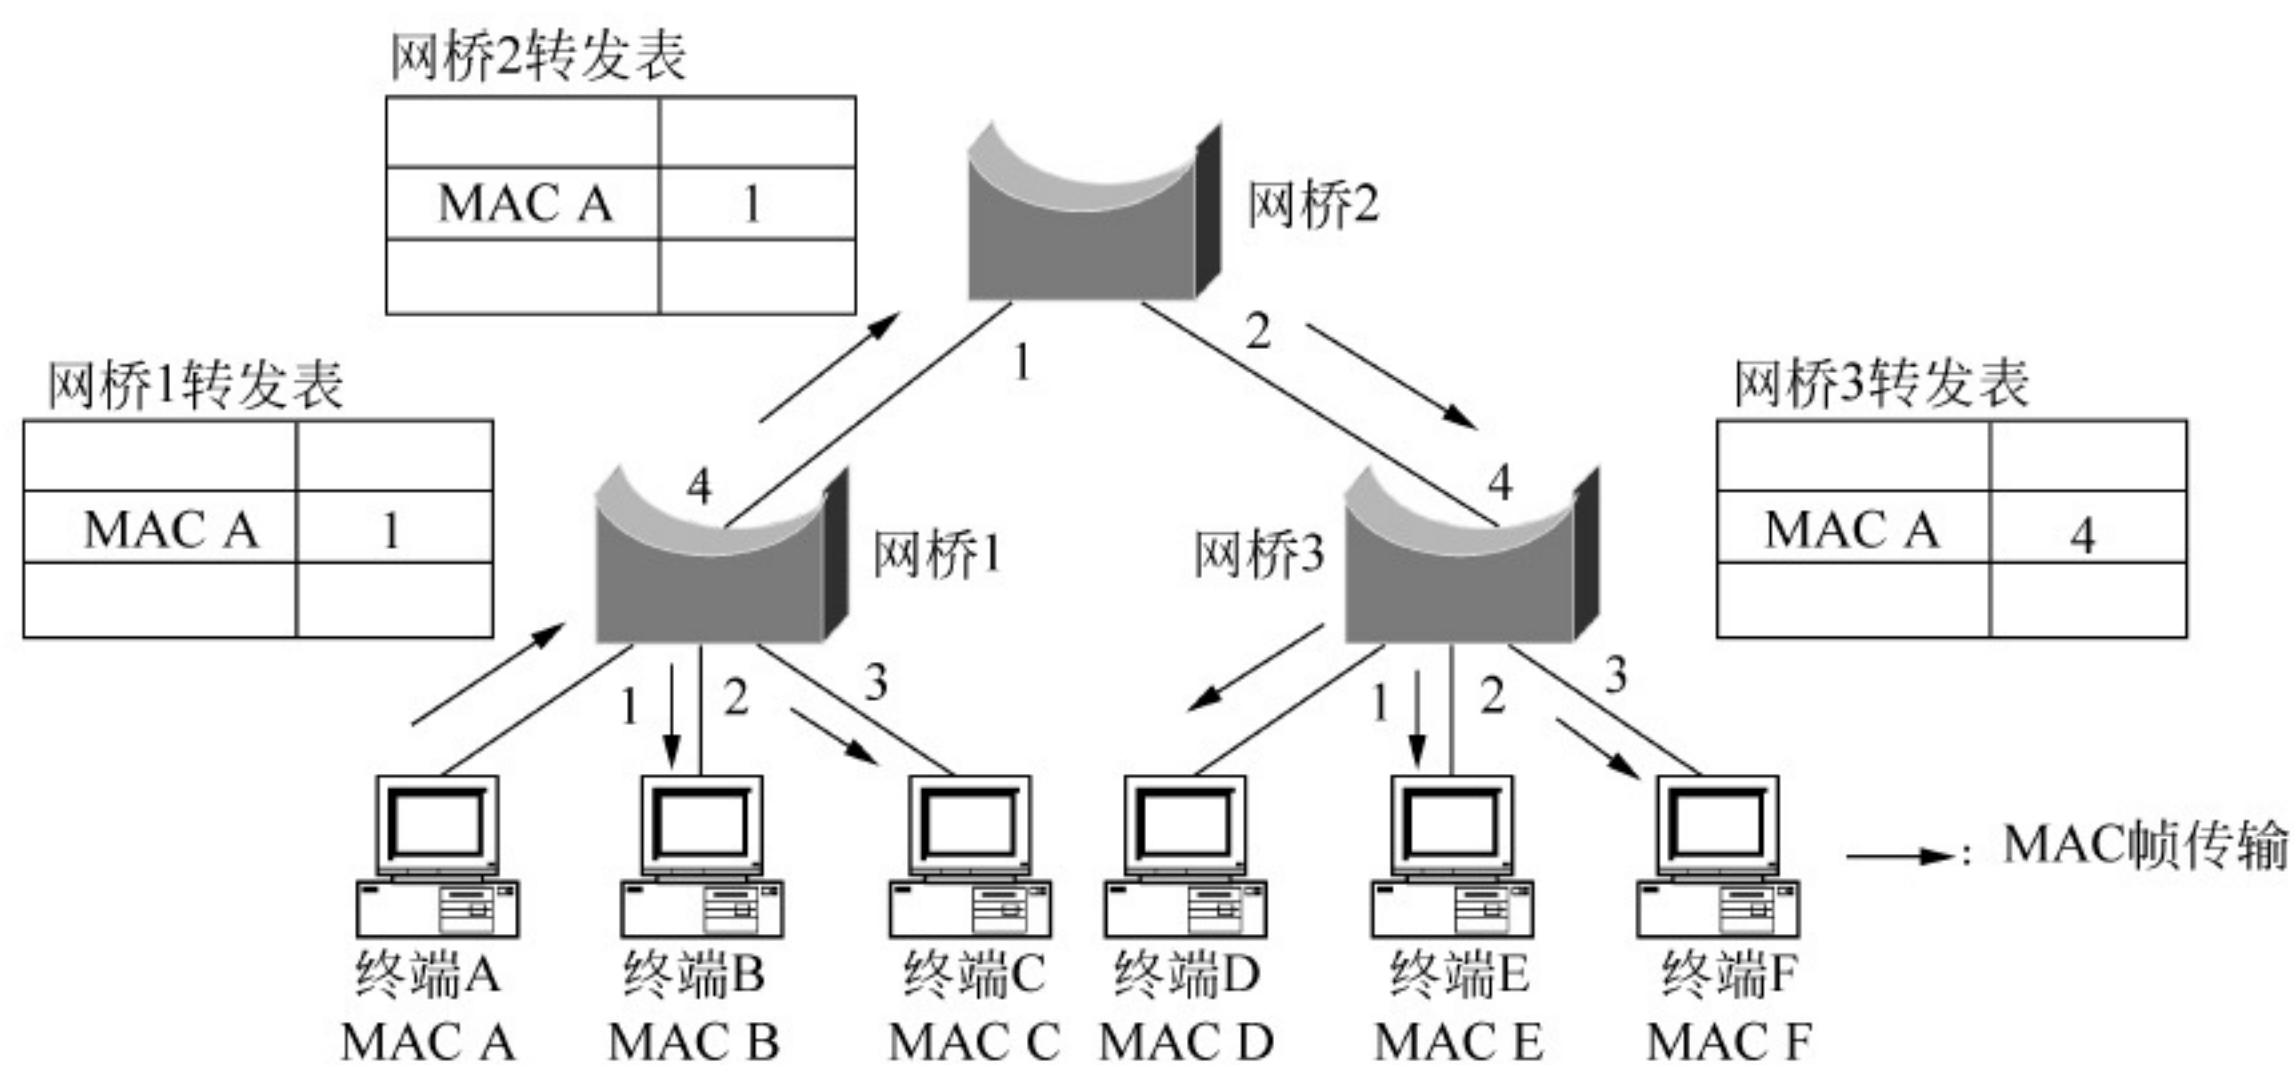 网桥2转发表
MAC A 1
网桥2
1
2
网桥1转发表
MAC A 1
网桥3转发表
MAC A 4
4
网桥1
4
网桥3
1
2
3
1
2
3
：MAC帧传输
终端A
终端B
终端C
终端D
终端E
终端F
MAC A
MAC B
MAC C
MAC D
MAC E
MAC F